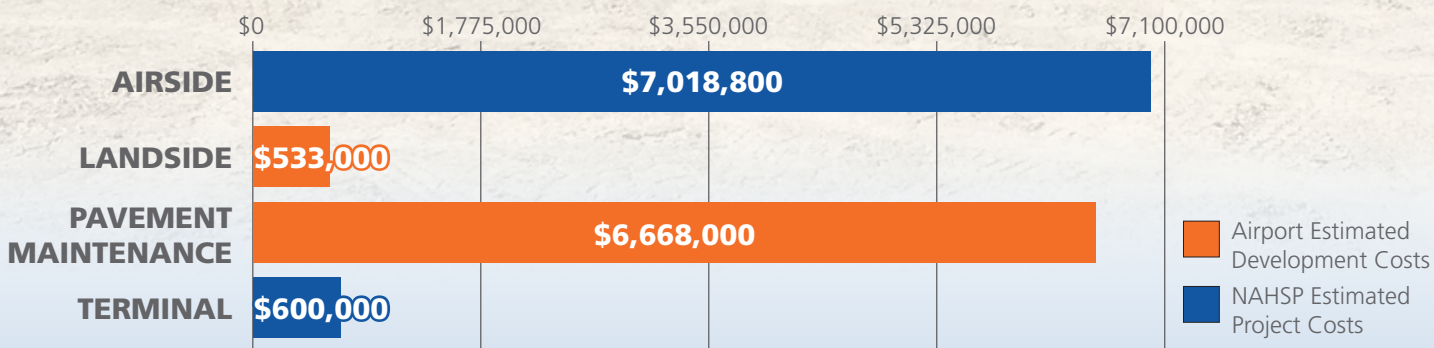 $0 $1,775,000 $3,550,000 $5,325,000 $7,100,000
AIRSIDE $7,018,800
LANDSIDE $533,000
PAVEMENT
MAINTENANCE $6,668,000
TERMINAL $600,000
Airport Estimated
Development Costs
NAHSP Estimated
Project Costs